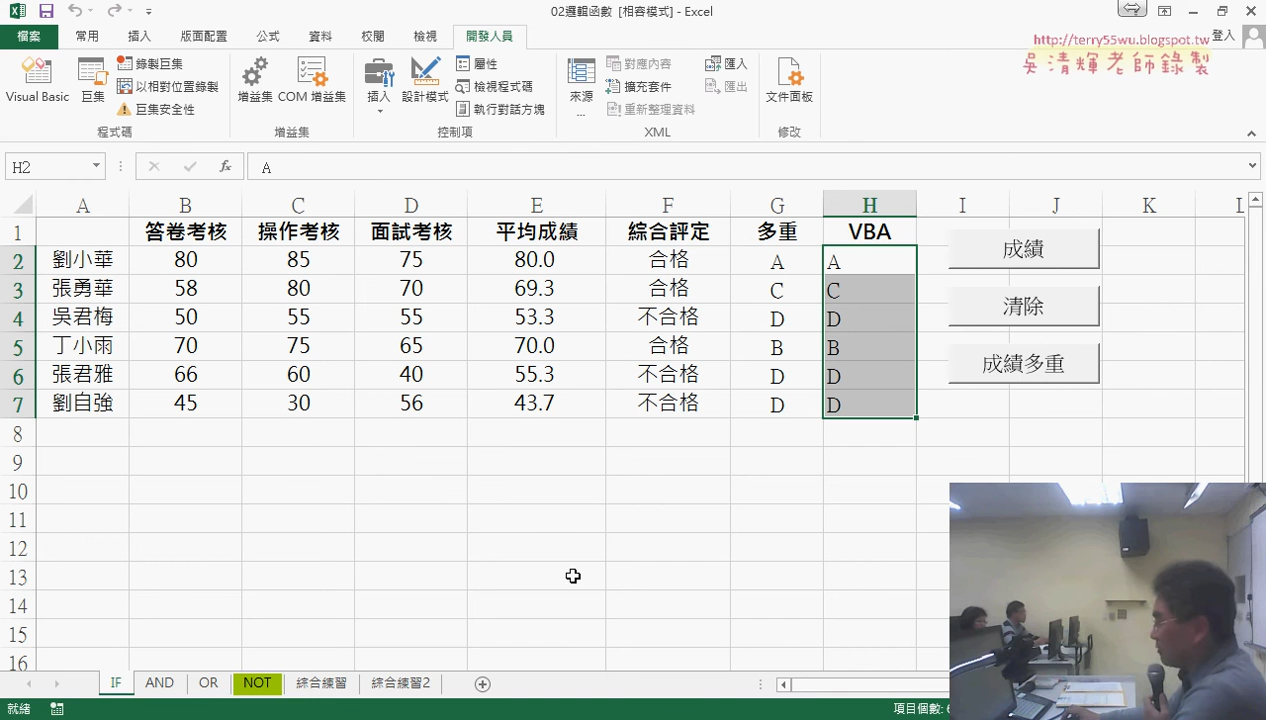 02邏輯函數 [相容模式] - Excel
檔案 常用 插入 版面配置 公式 資料 校閱 檢視 開發人員 登入
http://terry55wu.blogspot.tw
吳清輝老師錄製
Visual Basic 巨集 錄製巨集 以相對位置錄製 巨集安全性 增益集 COM 增益集 插入 設計模式 屬性 檢視程式碼 執行對話方塊 來源 ... 對應內容 擴充套件 重新整理資料 匯入 匯出 文件面板
程式碼 增益集 控制項 XML 修改
H2 fx A
A B C D E F G H I J K L
1 答卷考核 操作考核 面試考核 平均成績 綜合評定 多重 VBA
2 劉小華 80 85 75 80.0 合格 A A
3 張勇華 58 80 70 69.3 合格 C C
4 吳君梅 50 55 55 53.3 不合格 D D
5 丁小雨 70 75 65 70.0 合格 B B
6 張君雅 66 60 40 55.3 不合格 D D
7 劉自強 45 30 56 43.7 不合格 D D
成績
清除
成績多重
8
9
10
11
12
13
14
15
16
IF AND OR NOT 綜合練習 綜合練習2
就緒 項目個數: